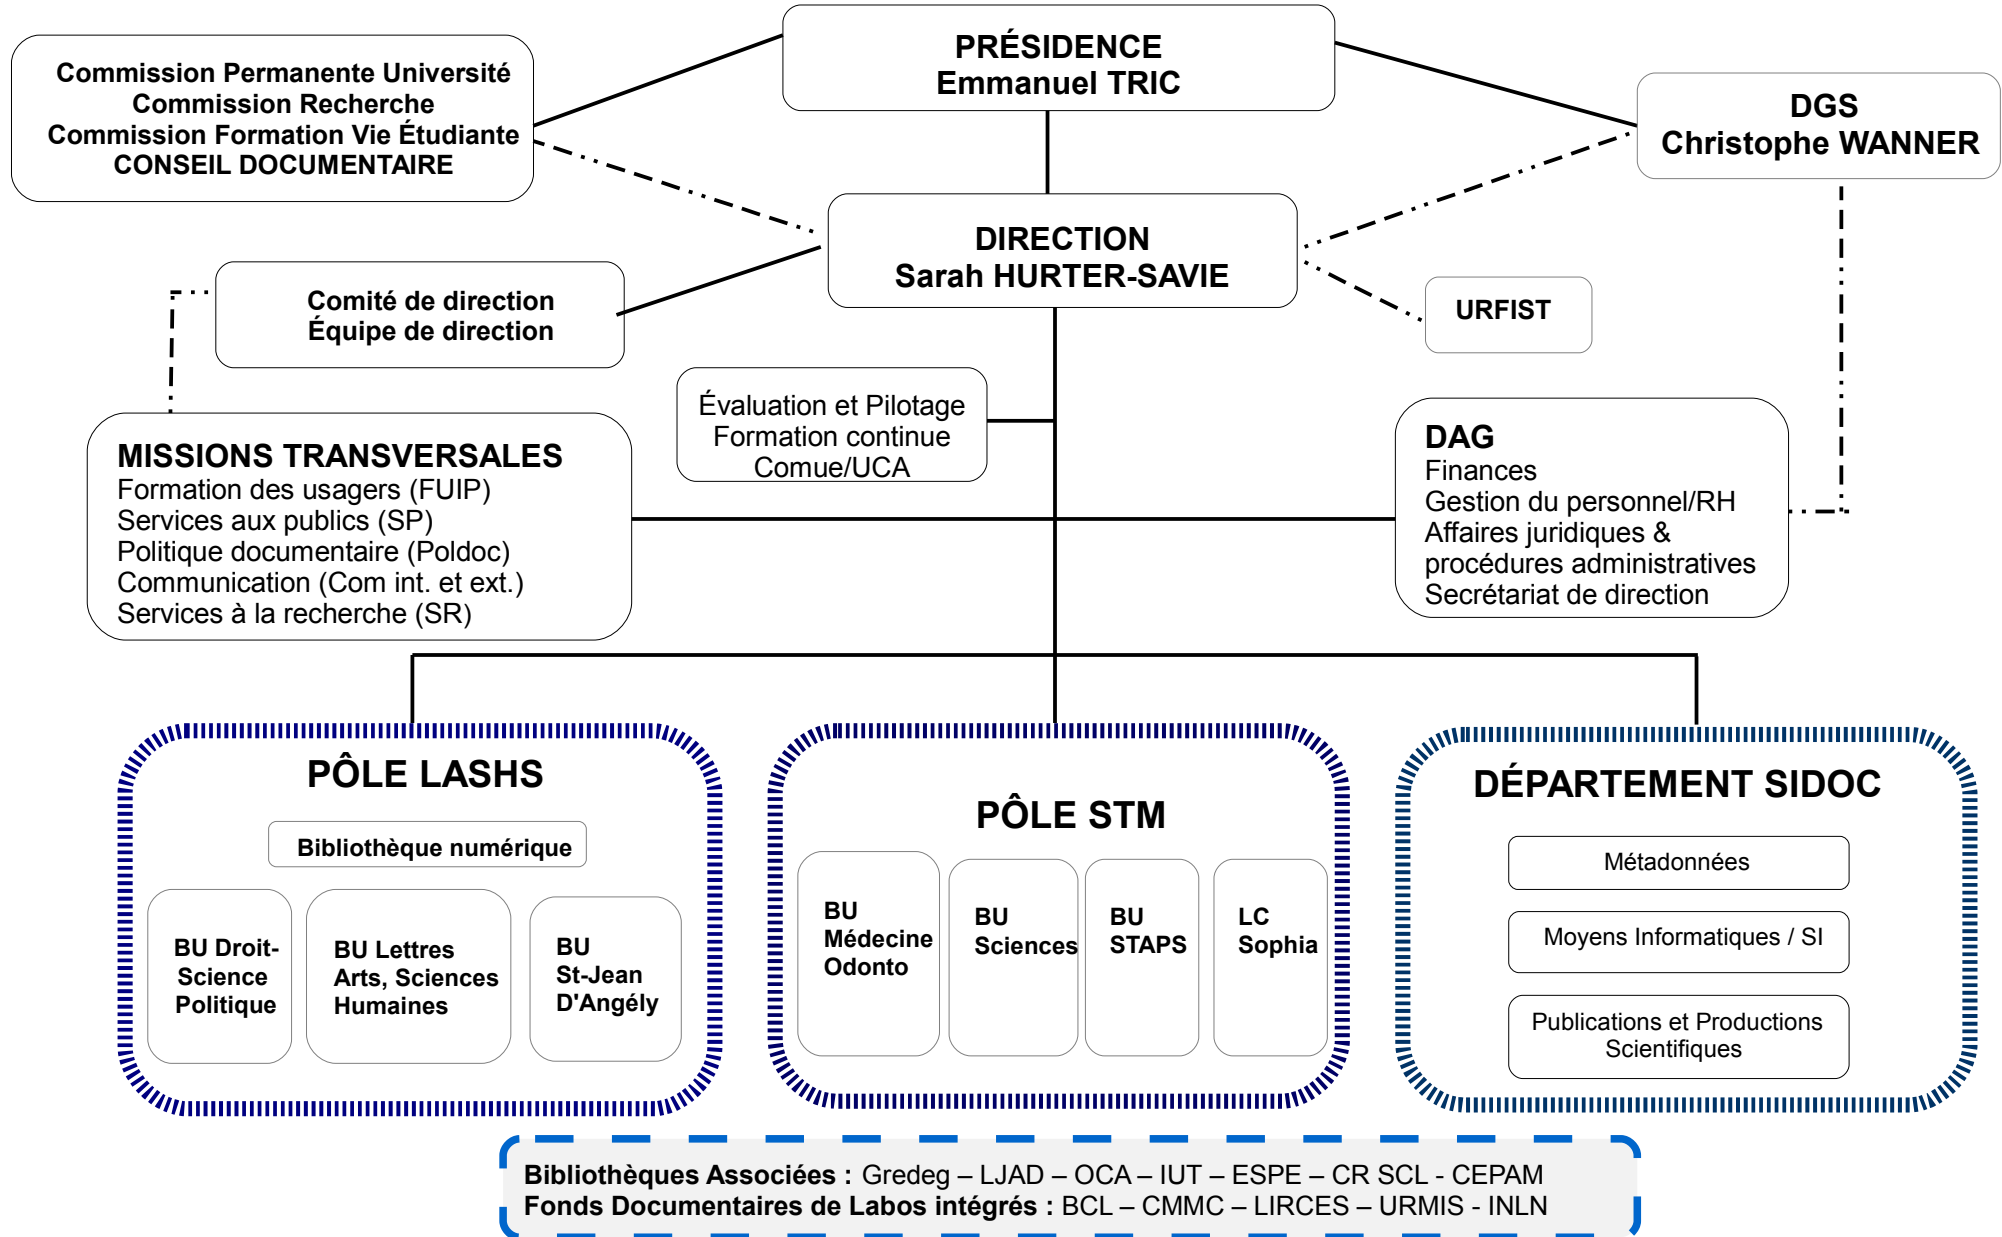 PRÉSIDENCE
Emmanuel TRIC
Commission Permanente Université
Commission Recherche
Commission Formation Vie Étudiante
CONSEIL DOCUMENTAIRE
DGS
Christophe WANNER
DIRECTION
Sarah HURTER-SAVIE
Comité de direction
Équipe de direction
URFIST
Évaluation et Pilotage
Formation continue
Comue/UCA
MISSIONS TRANSVERSALES
Formation des usagers (FUIP)
Services aux publics (SP)
Politique documentaire (Poldoc)
Communication (Com int. et ext.)
Services à la recherche (SR)
DAG
Finances
Gestion du personnel/RH
Affaires juridiques &
procédures administratives
Secrétariat de direction
PÔLE LASHS
Bibliothèque numérique
BU Droit-
Science
Politique
BU Lettres
Arts, Sciences
Humaines
BU
St-Jean
D'Angély
PÔLE STM
BU
Médecine
Odonto
BU
Sciences
BU
STAPS
LC
Sophia
DÉPARTEMENT SIDOC
Métadonnées
Moyens Informatiques / SI
Publications et Productions
Scientifiques
Bibliothèques Associées : Gredeg – LJAD – OCA – IUT – ESPE – CR SCL - CEPAM
Fonds Documentaires de Labos intégrés : BCL – CMMC – LIRCES – URMIS - INLN